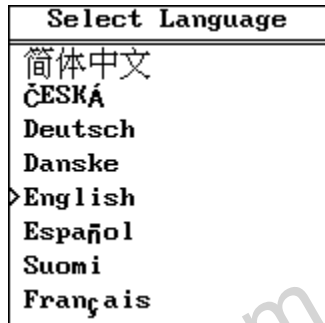 Select Language
简体中文
ČESKÁ
Deutsch
Danske
>English
Español
Suomi
Français